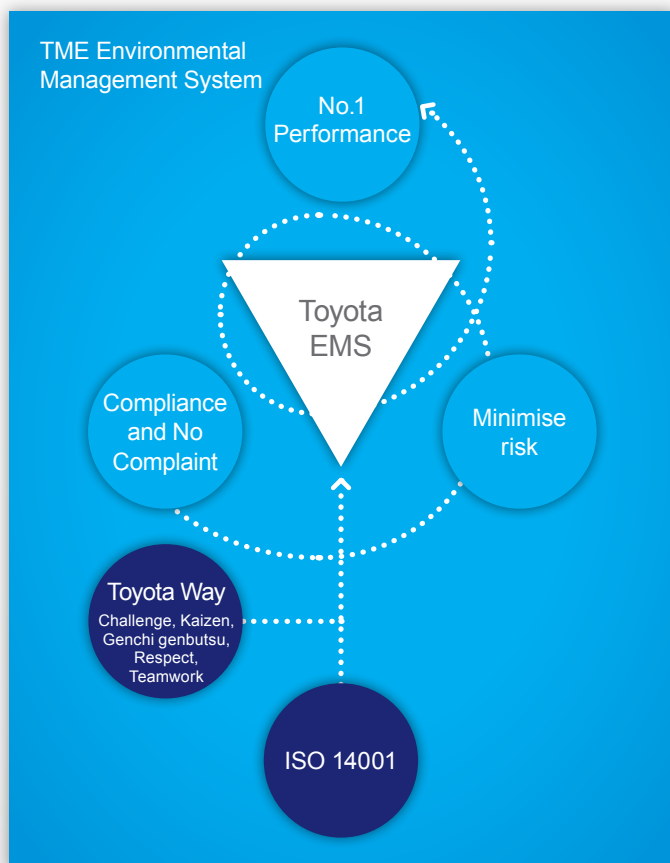 TME Environmental
Management System
No.1
Performance
Toyota
EMS
Compliance
and No
Complaint
Minimise
risk
Toyota Way
Challenge, Kaizen,
Genchi genbutsu,
Respect,
Teamwork
ISO 14001